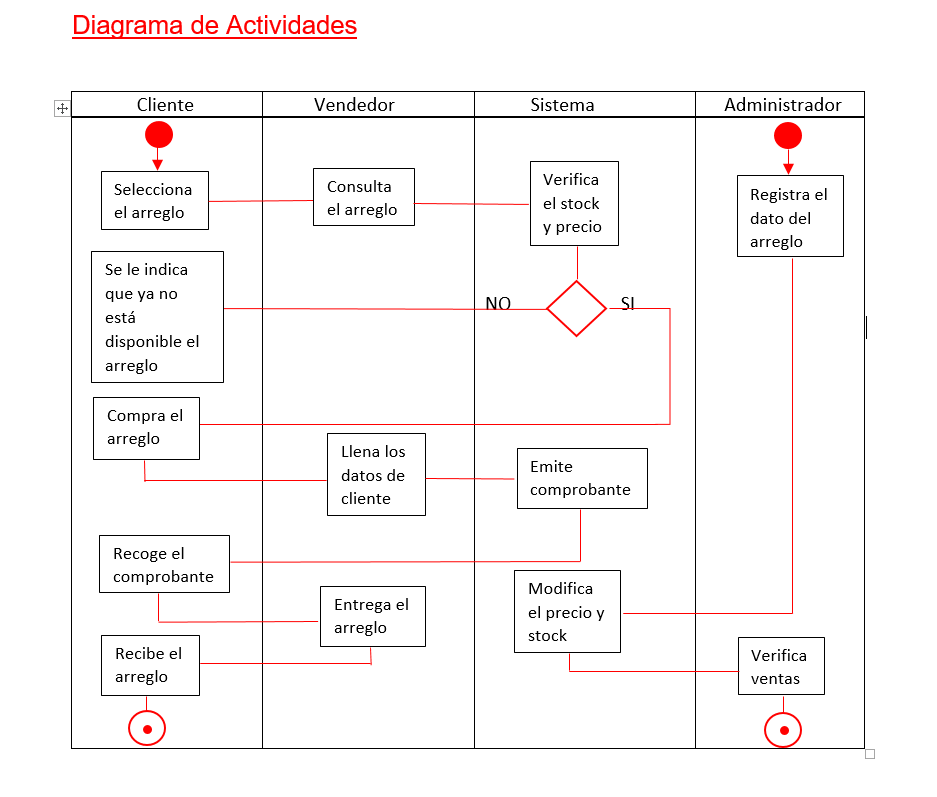 Diagrama de Actividades
Cliente
Vendedor
Sistema
Administrador
Selecciona
el arreglo
Consulta
el arreglo
Verifica
el stock
y precio
Registra el
dato del
arreglo
Se le indica
que ya no
está
disponible el
arreglo
NO
SI
Compra el
arreglo
Llena los
datos de
cliente
Emite
comprobante
Recoge el
comprobante
Entrega el
arreglo
Modifica
el precio y
stock
Recibe el
arreglo
Verifica
ventas